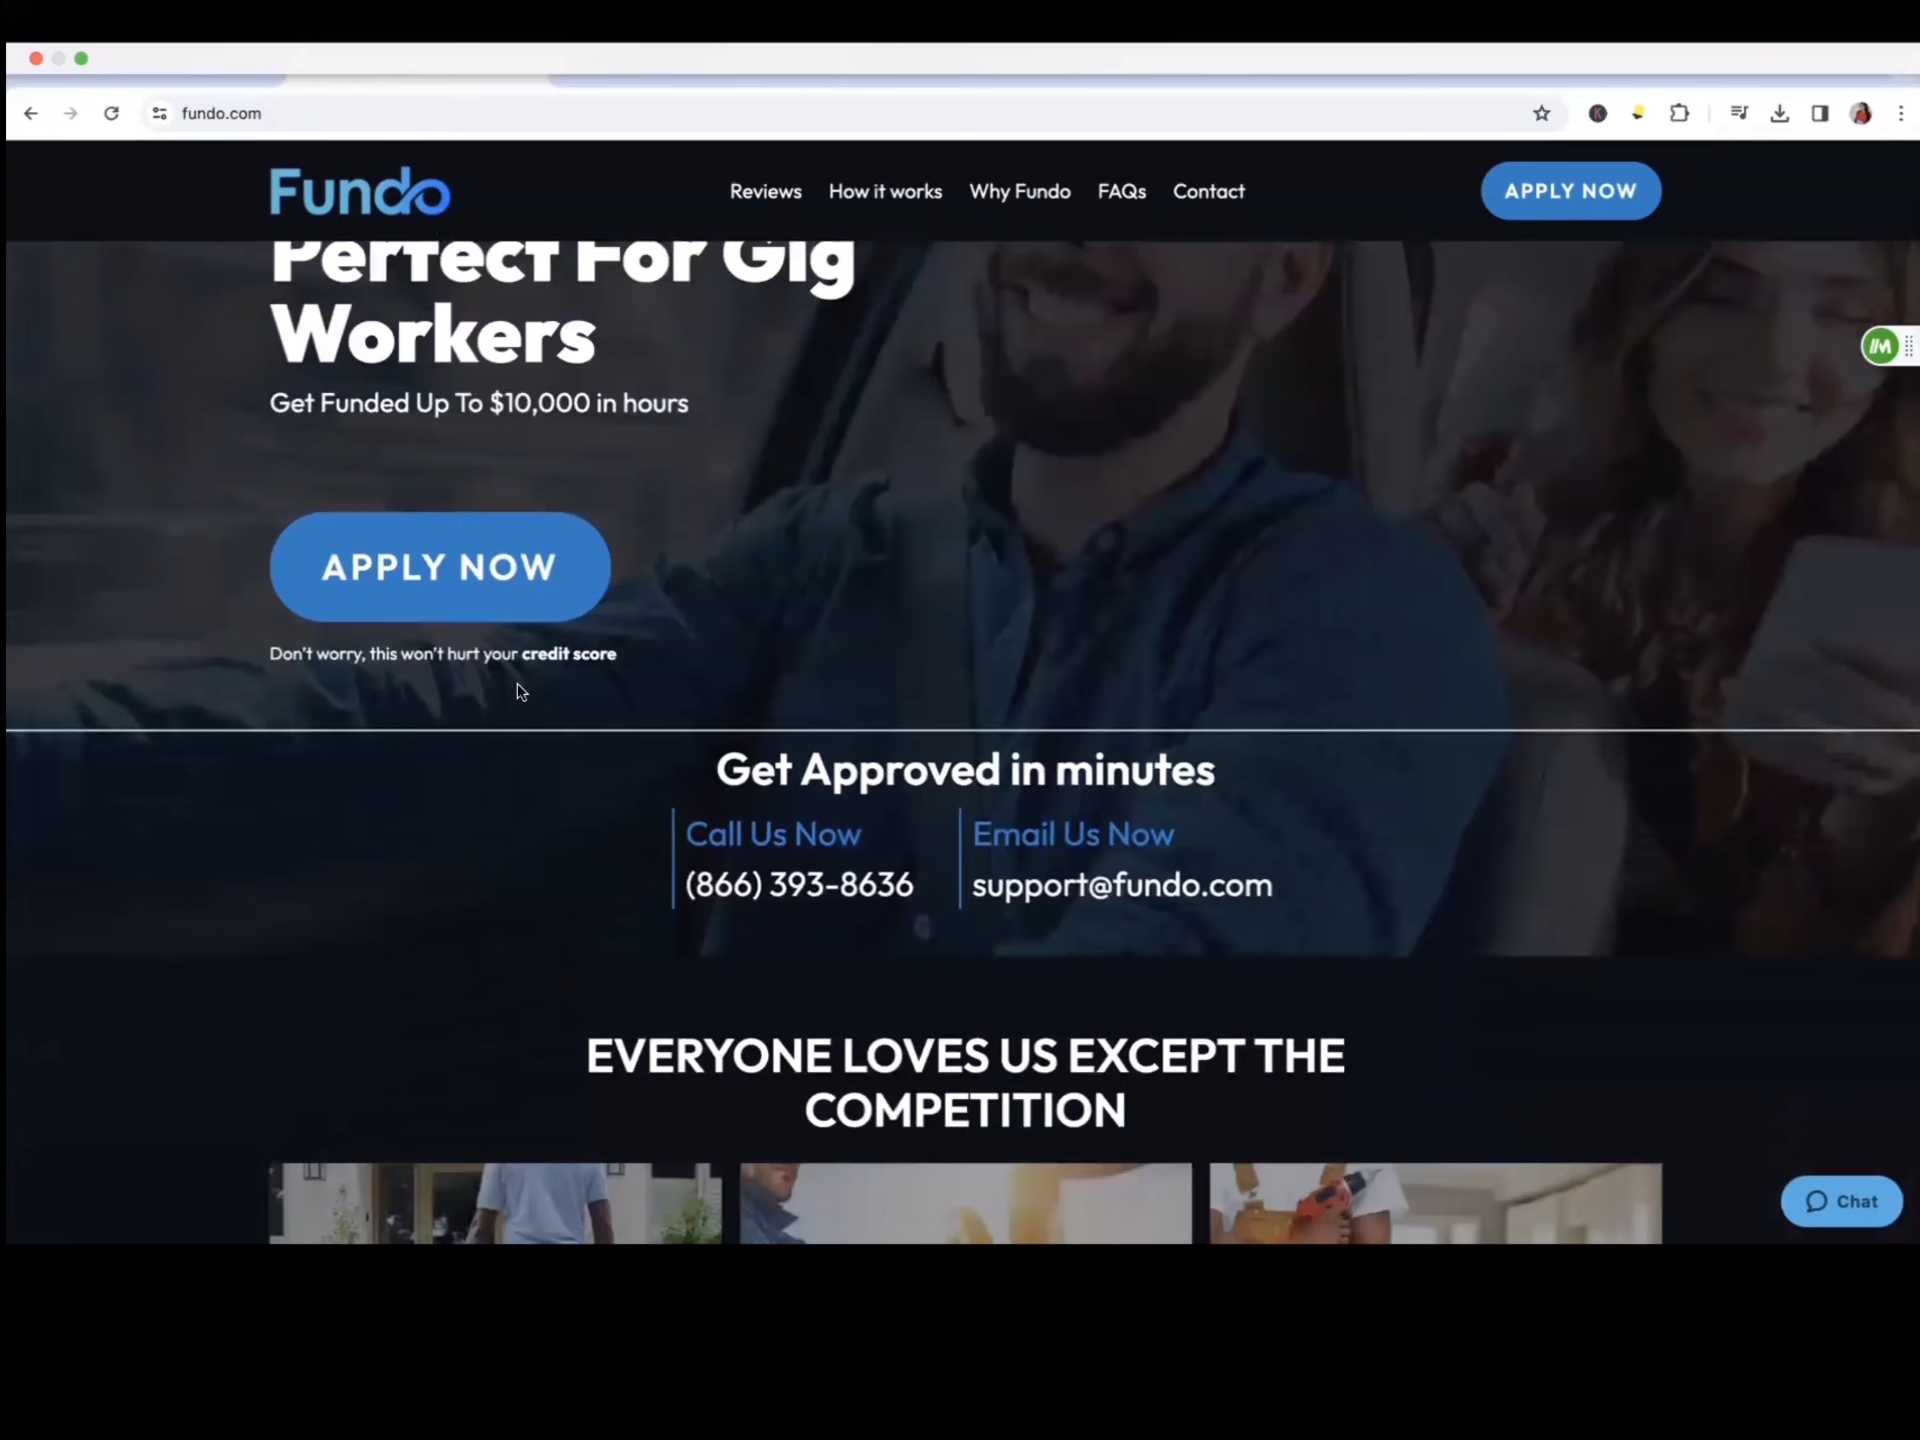 fundo.com
Fundo
Reviews How it works Why Fundo FAQs Contact
APPLY NOW
Perfect For Gig
Workers
Get Funded Up To $10,000 in hours
APPLY NOW
Don't worry, this won't hurt your credit score
Get Approved in minutes
Call Us Now
(866) 393-8636
Email Us Now
support@fundo.com
EVERYONE LOVES US EXCEPT THE
COMPETITION
Chat